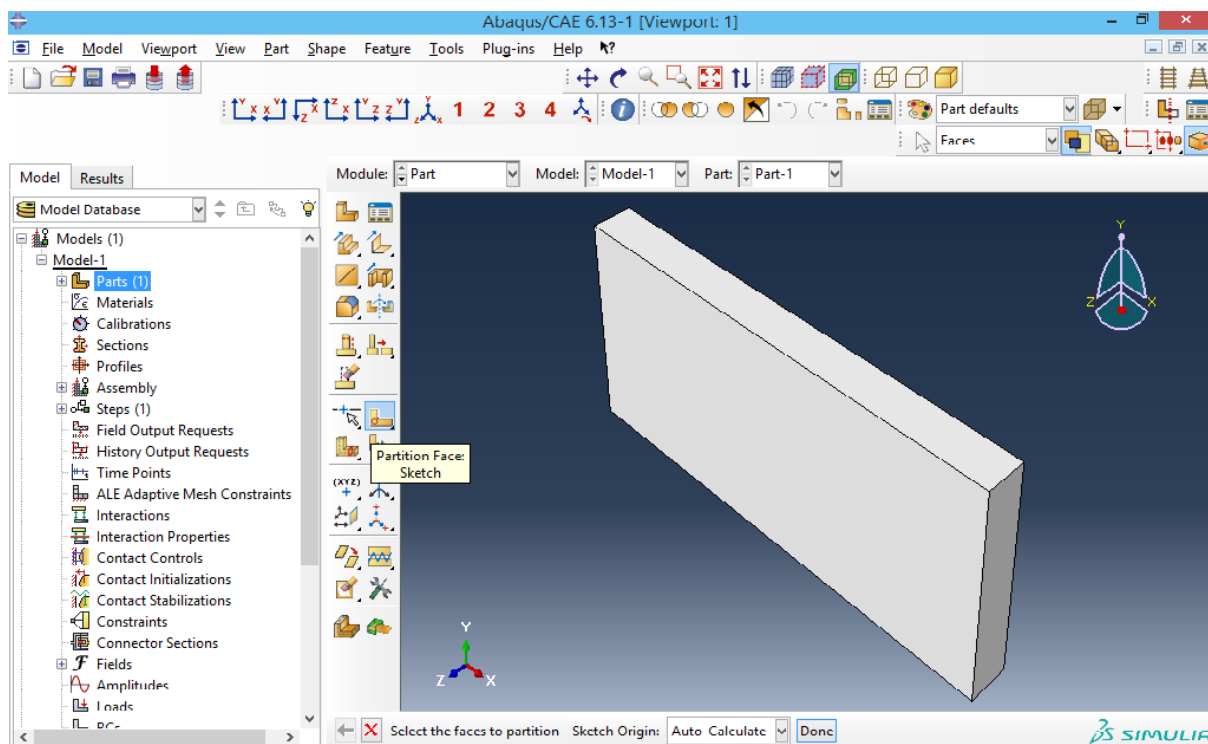 Abaqus/CAE 6.13-1 [Viewport: 1]
File Model Viewport View Part Shape Feature Tools Plug-ins Help
1 2 3 4 Part defaults
Faces
Model Results
Module: Part Model: Model-1 Part: Part-1
Model Database
Models (1)
Model-1
Parts (1)
Materials
Calibrations
Sections
Profiles
Assembly
Steps (1)
Field Output Requests
History Output Requests
Time Points
ALE Adaptive Mesh Constraints
Interactions
Interaction Properties
Contact Controls
Contact Initializations
Contact Stabilizations
Constraints
Connector Sections
Fields
Amplitudes
Loads
BCs
Partition Face:
Sketch
(XYZ)
Y
Z X
Y
Z X
Select the faces to partition Sketch Origin: Auto-Calculate Done
SIMULIA